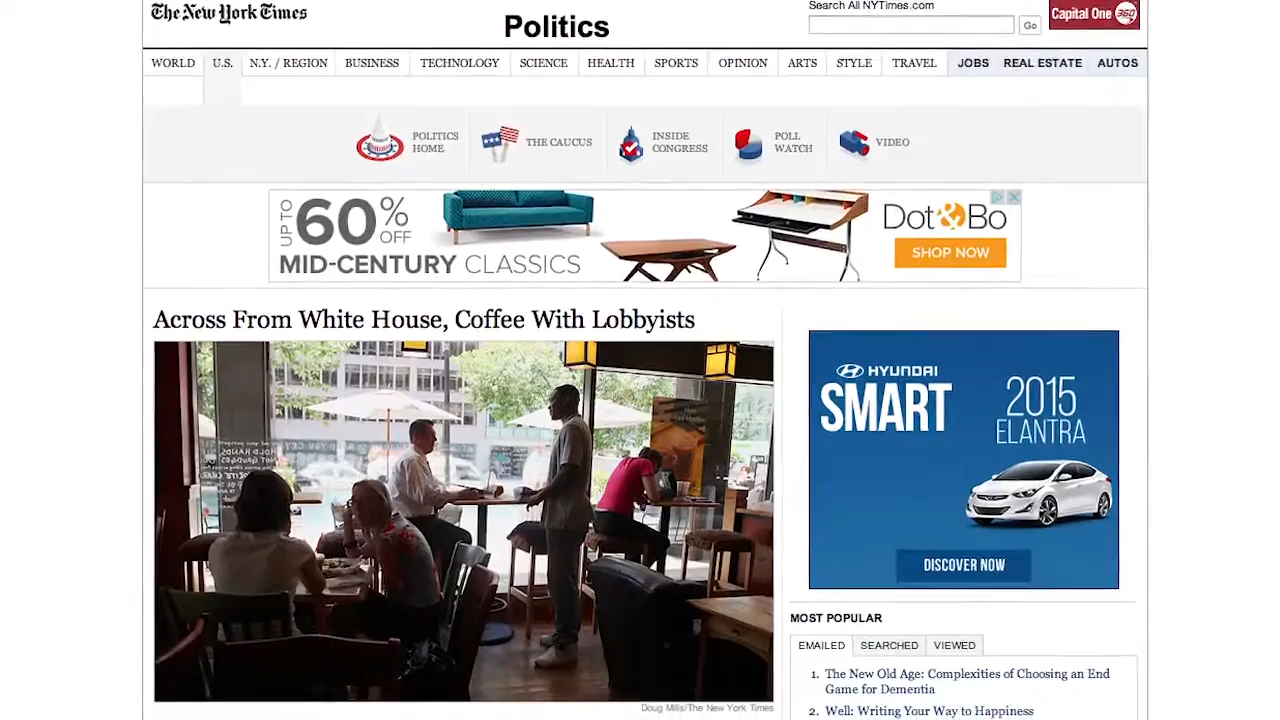 The New York Times
Politics
Search All NYTimes.com
Go
Capital One 360
WORLD U.S. N.Y. / REGION BUSINESS TECHNOLOGY SCIENCE HEALTH SPORTS OPINION ARTS STYLE TRAVEL JOBS REAL ESTATE AUTOS
POLITICS
HOME
THE CAUCUS
INSIDE
CONGRESS
POLL
WATCH
VIDEO
UP TO
60% OFF
MID-CENTURY CLASSICS
Dot&Bo
SHOP NOW
Across From White House, Coffee With Lobbyists
HYUNDAI
SMART
2015
ELANTRA
DISCOVER NOW
Doug Mills/The New York Times
MOST POPULAR
EMAILED SEARCHED VIEWED
1. The New Old Age: Complexities of Choosing an End
Game for Dementia
2. Well: Writing Your Way to Happiness